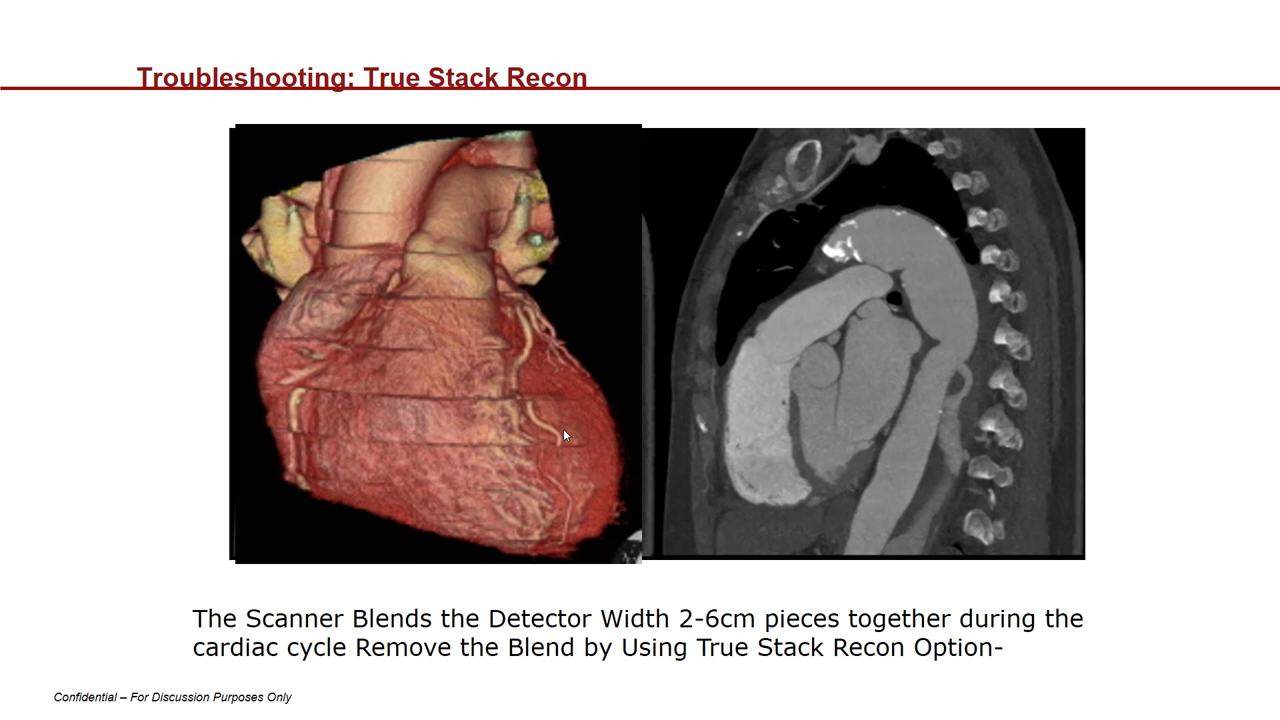 Troubleshooting: True Stack Recon
The Scanner Blends the Detector Width 2-6cm pieces together during the
cardiac cycle Remove the Blend by Using True Stack Recon Option-
Confidential – For Discussion Purposes Only